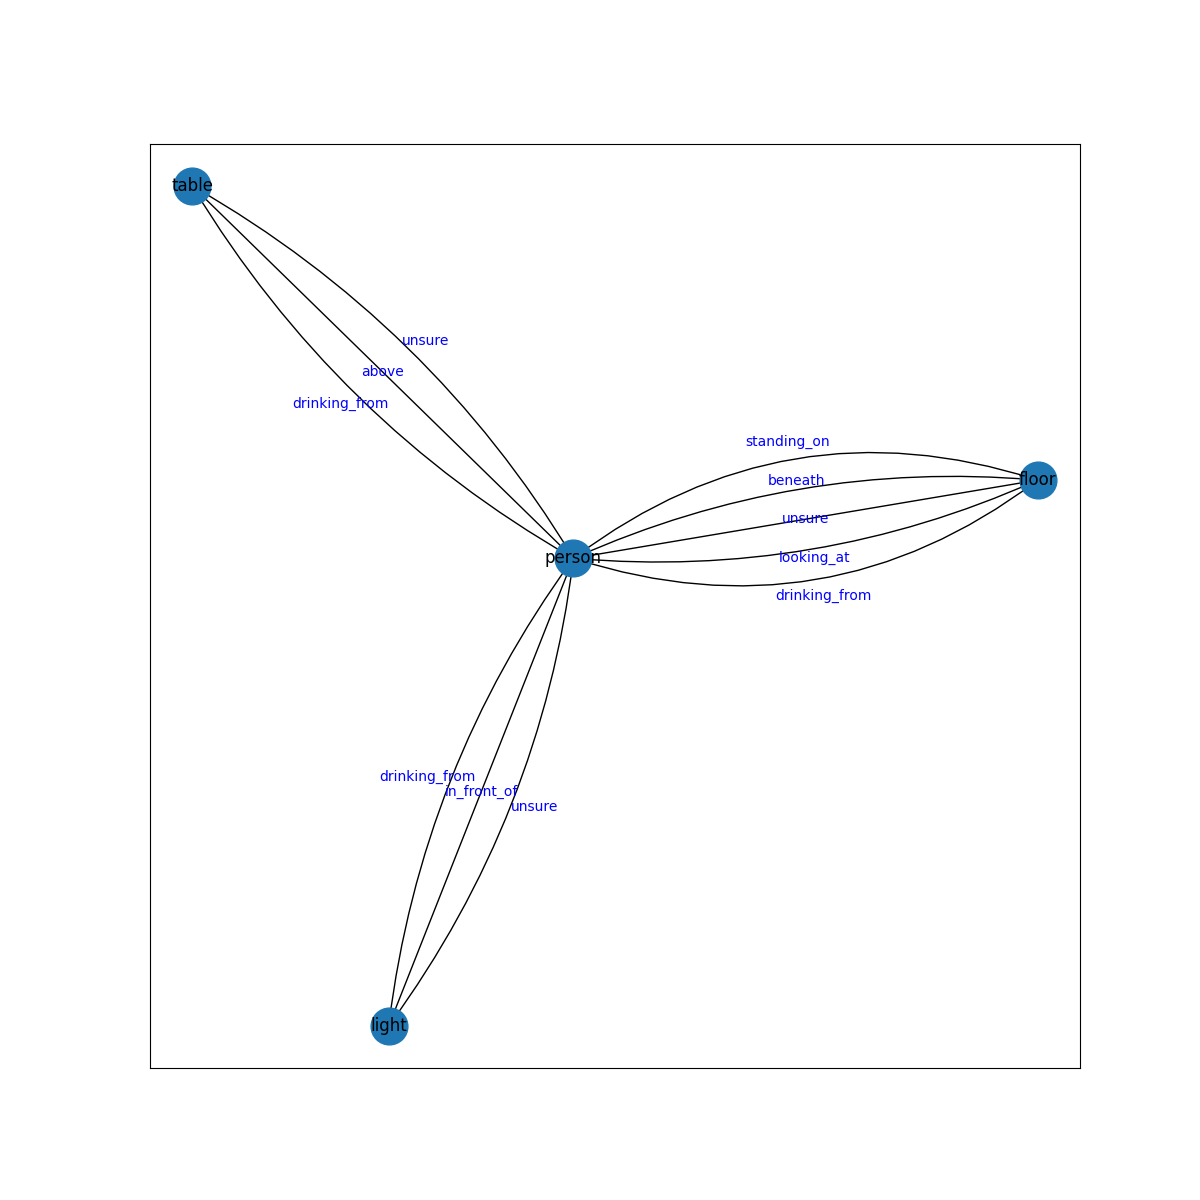 table
unsure
above
drinking_from
standing_on
beneath
floor
unsure
person
looking_at
drinking_from
drinking_from
in_front_of
unsure
light